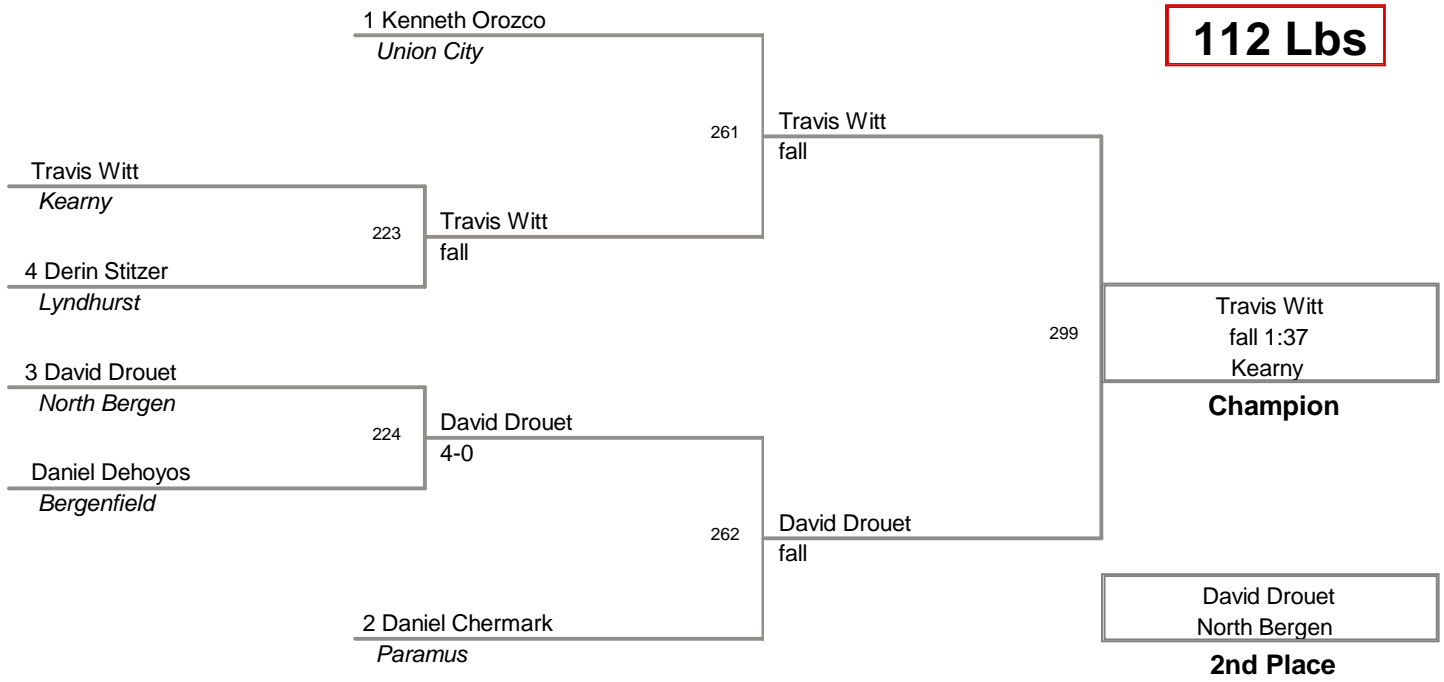 1 Kenneth Orozco
Union City
112 Lbs
261
Travis Witt
fall
Travis Witt
Kearny
223
Travis Witt
fall
4 Derin Stitzer
Lyndhurst
299
Travis Witt
fall 1:37
Kearny
Champion
3 David Drouet
North Bergen
224
David Drouet
4-0
Daniel Dehoyos
Bergenfield
262
David Drouet
fall
2 Daniel Chermark
Paramus
David Drouet
North Bergen
2nd Place